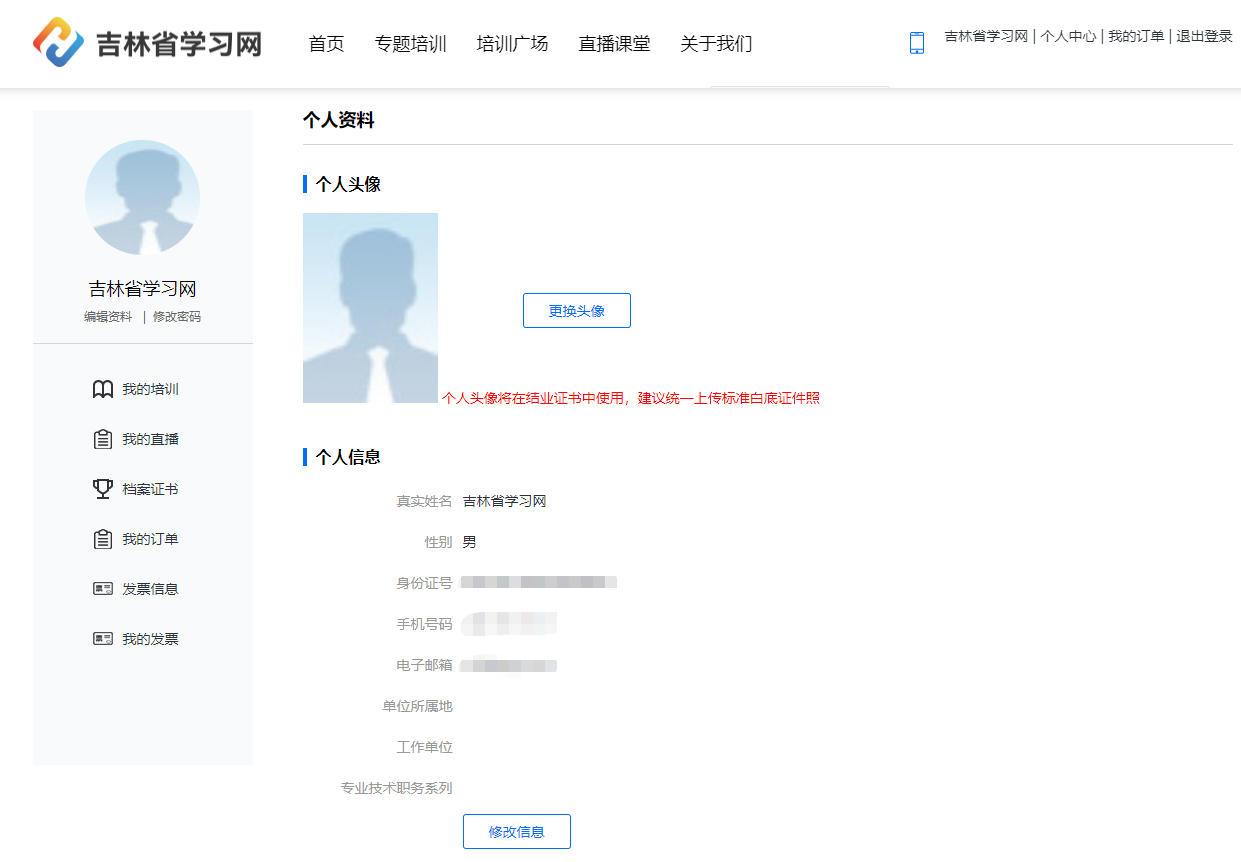 吉林省学习网
首页 专题培训 培训广场 直播课堂 关于我们
吉林省学习网 | 个人中心 | 我的订单 | 退出登录
吉林省学习网
编辑资料 | 修改密码
我的培训
我的直播
档案证书
我的订单
发票信息
我的发票
个人资料
个人头像
更换头像
个人头像将在结业证书中使用，建议统一上传标准白底证件照
个人信息
真实姓名 吉林省学习网
性别 男
身份证号
手机号码
电子邮箱
单位所属地
工作单位
专业技术职务系列
修改信息